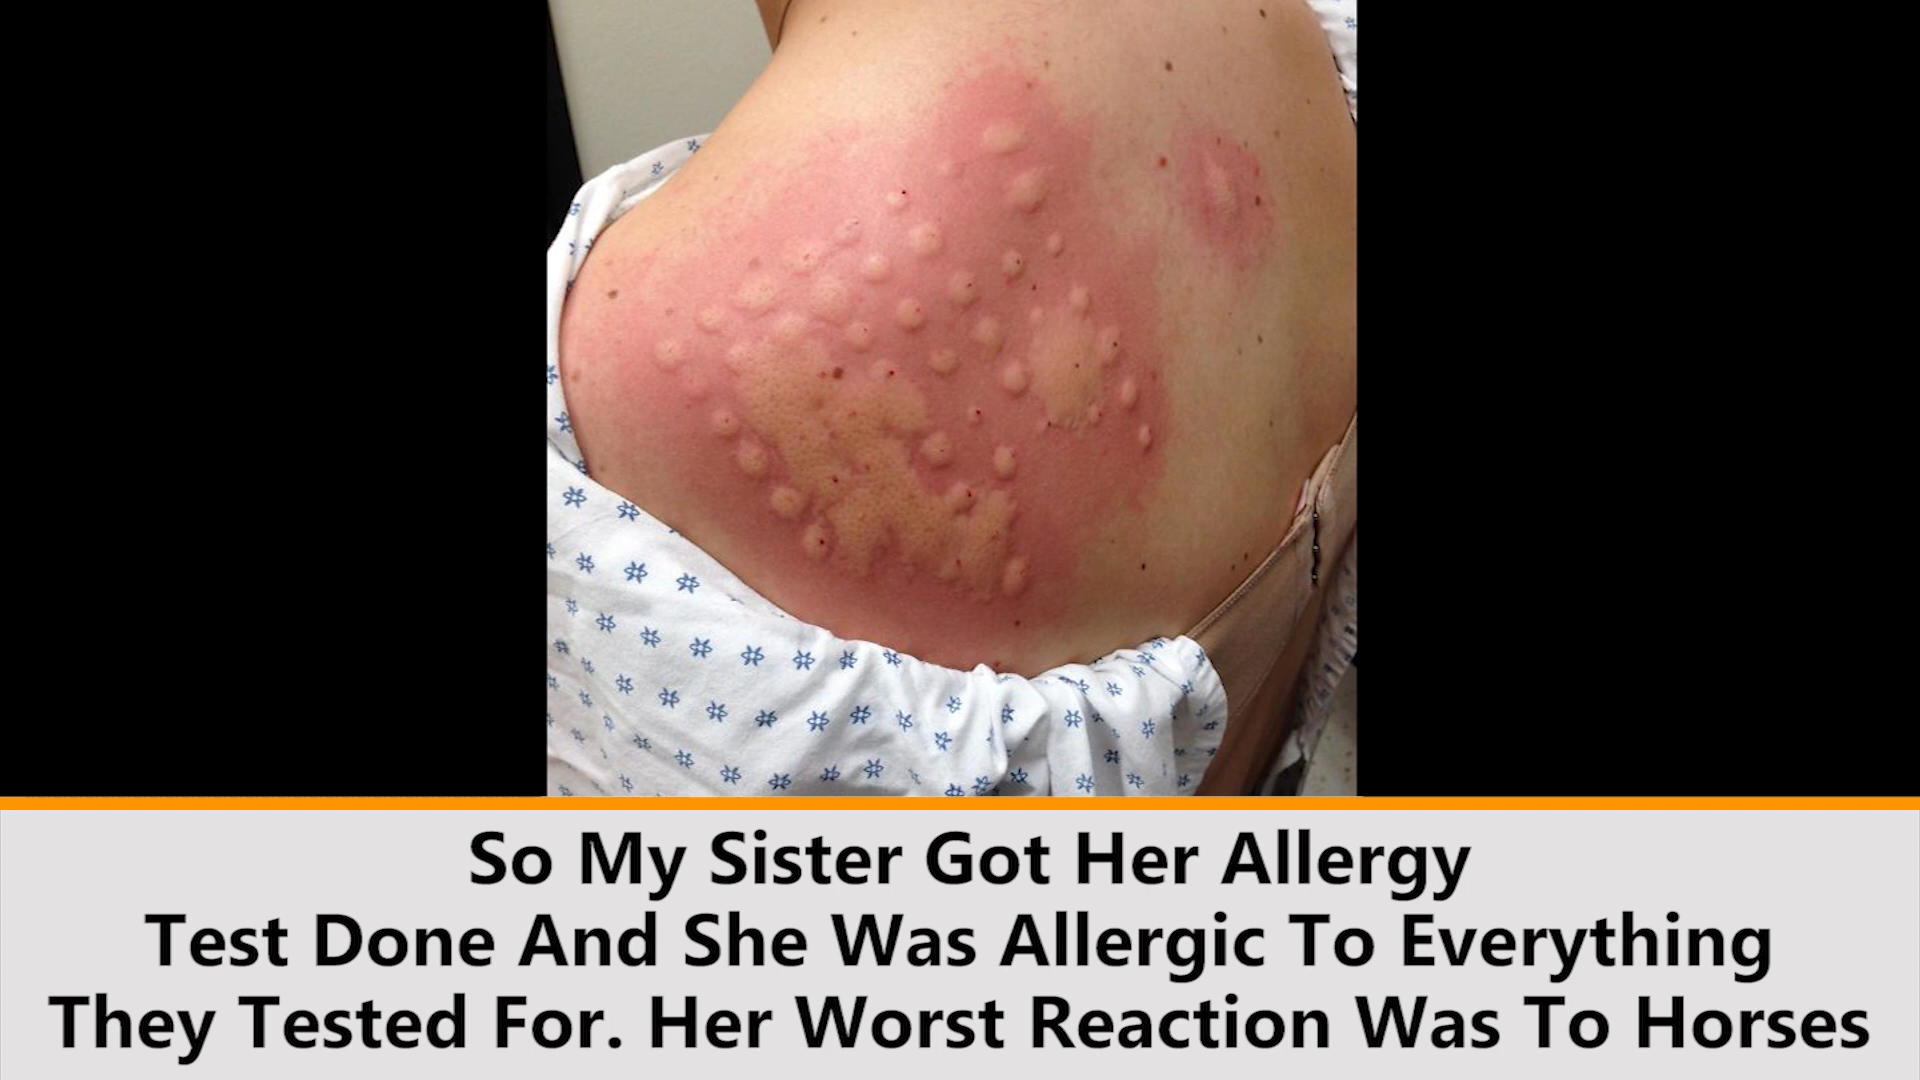 So My Sister Got Her Allergy
Test Done And She Was Allergic To Everything
They Tested For. Her Worst Reaction Was To Horses